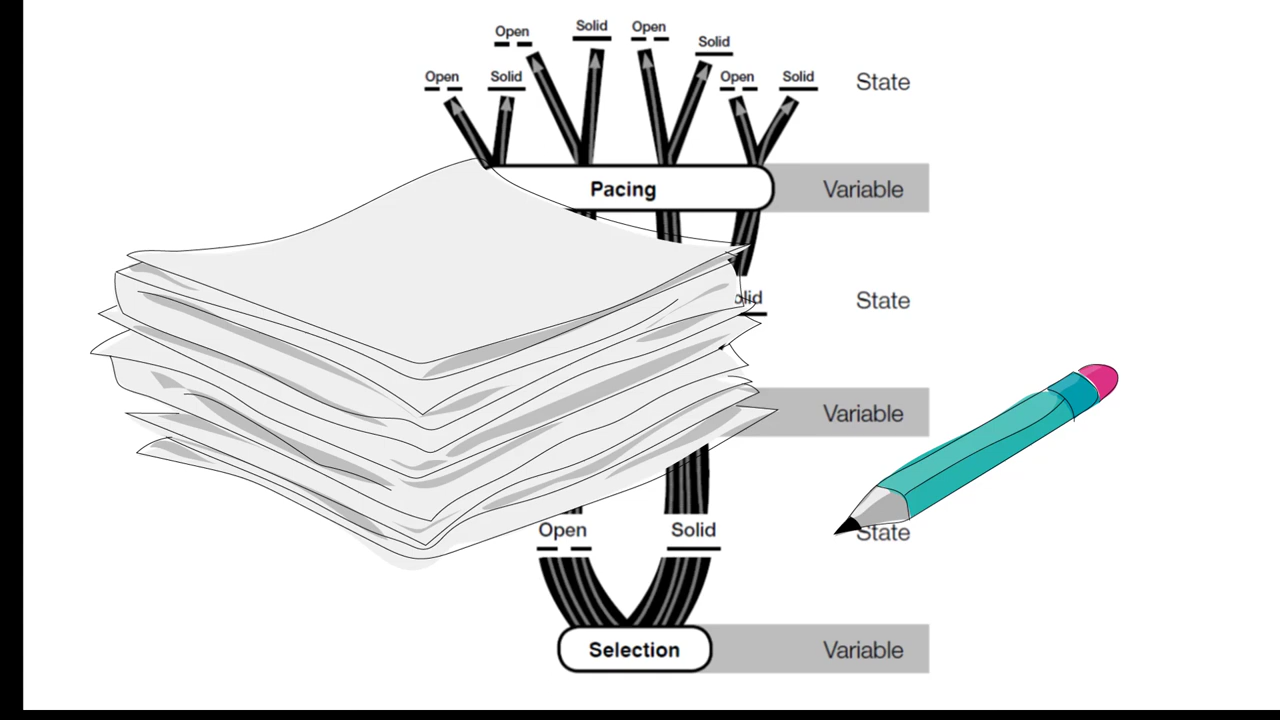 Open Solid Open Solid Open Solid Open Solid State
Pacing Variable
State
Variable
Open Solid State
Selection Variable